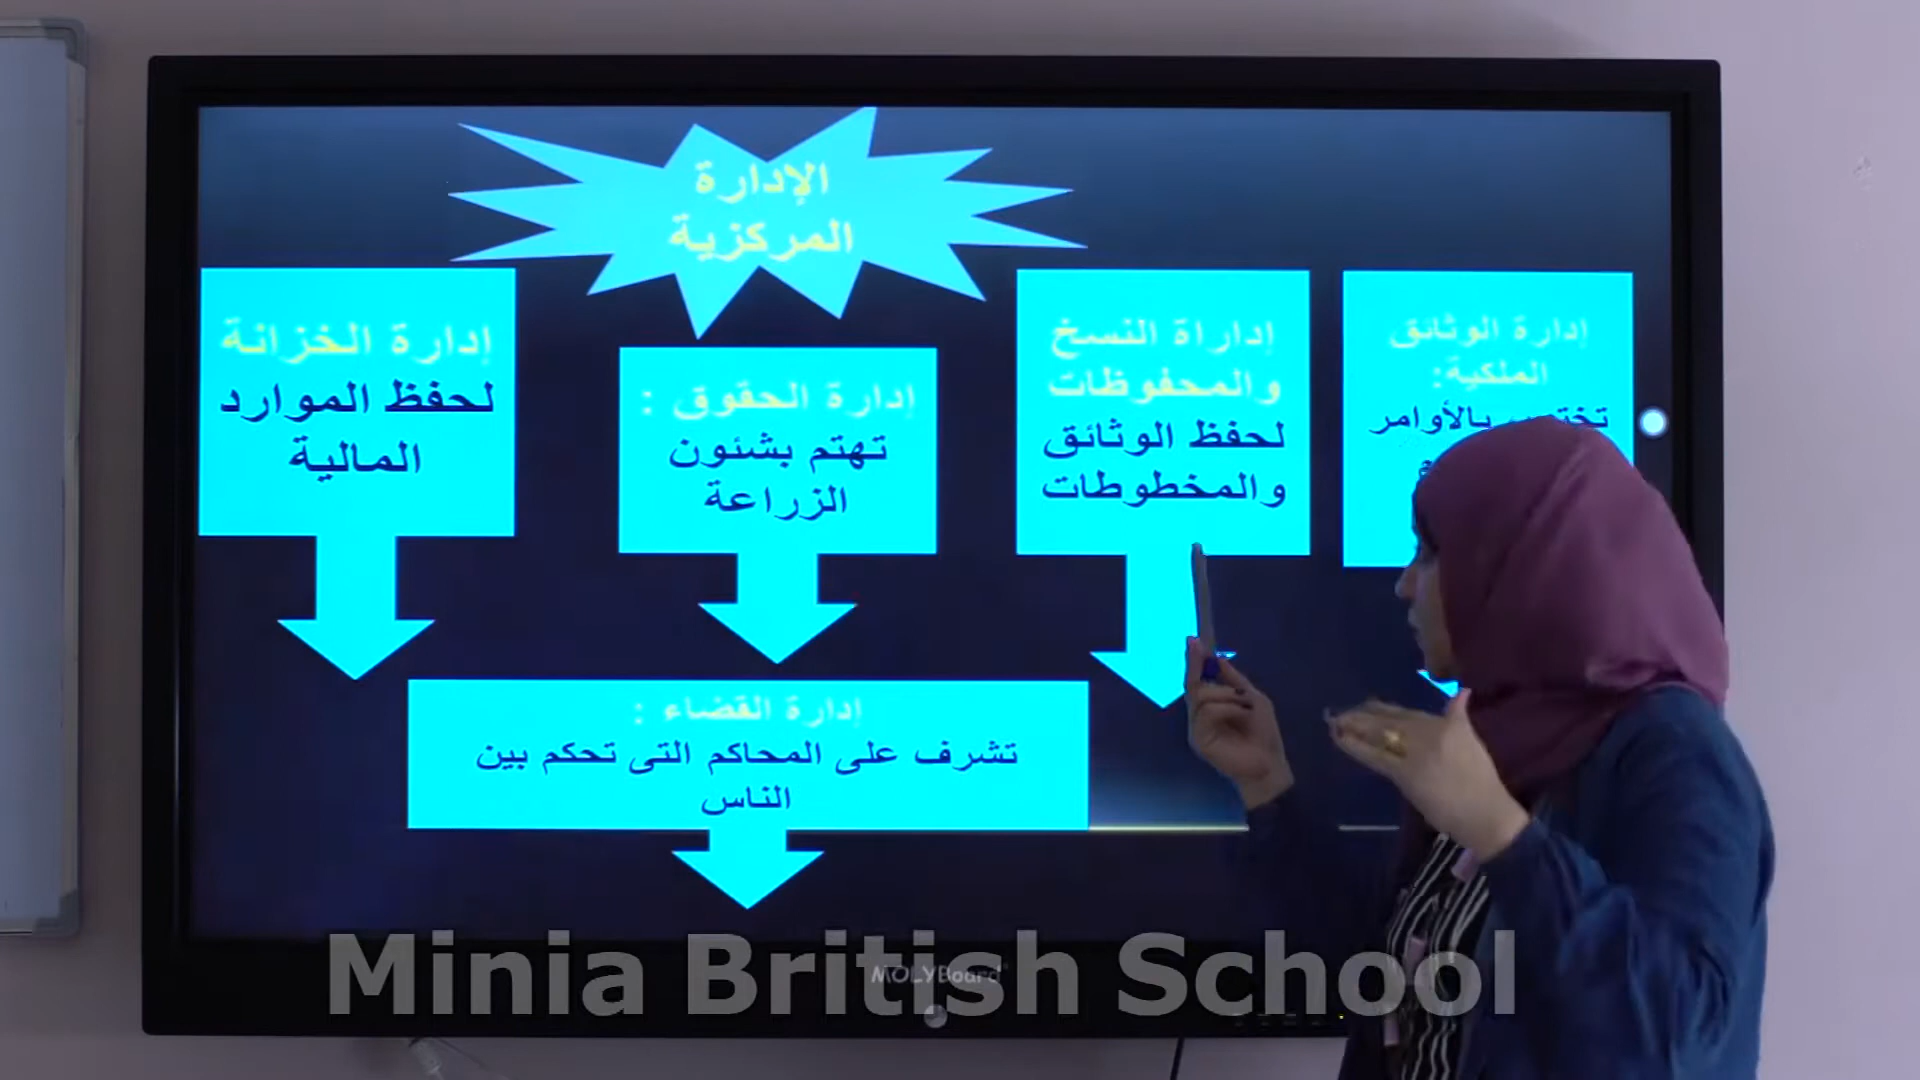 الإدارة
المركزية
إدارة الوثائق
الملكية:
بالأوامر
إداراة النسخ
والمحفوظات
لحفظ الوثائق
والمخطوطات
إدارة الحقوق :
تهتم بشئون
الزراعة
إدارة الخزانة
لحفظ الموارد
المالية
إدارة القضاء :
تشرف على المحاكم التى تحكم بين
الناس
MOLYBoard
Minia British School